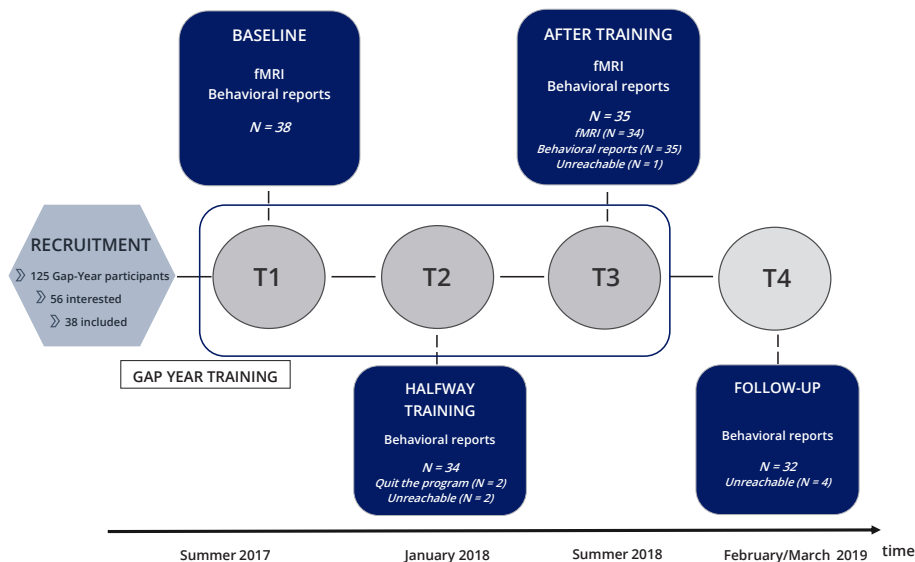 BASELINE
fMRI
Behavioral reports
N = 38
AFTER TRAINING
fMRI
Behavioral reports
N = 35
fMRI (N = 34)
Behavioral reports (N = 35)
Unreachable (N = 1)
RECRUITMENT
125 Gap-Year participants
56 interested
38 included
T1
T2
T3
T4
GAP YEAR TRAINING
HALFWAY
TRAINING
Behavioral reports
N = 34
Quit the program (N = 2)
Unreachable (N = 2)
FOLLOW-UP
Behavioral reports
N = 32
Unreachable (N = 4)
Summer 2017
January 2018
Summer 2018
February/March 2019
time